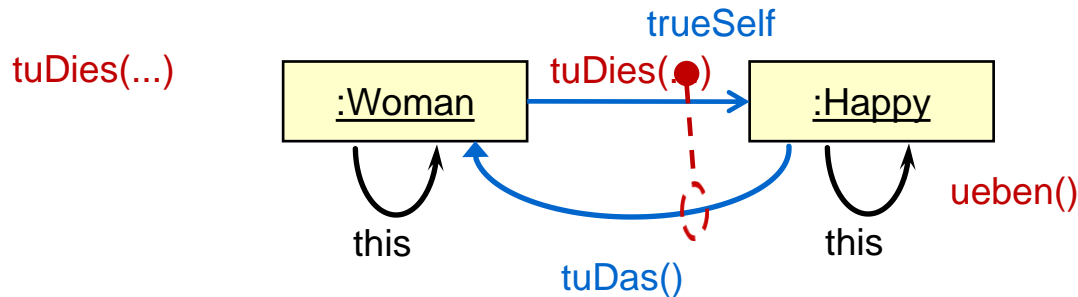 trueSelf
tuDies(...)
tuDies(...)
:Woman
:Happy
ueben()
this
this
tuDas()